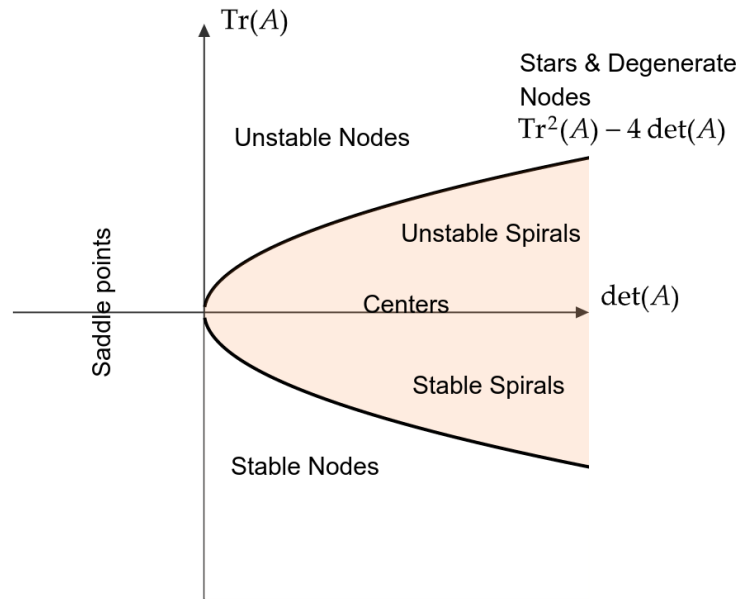 Tr(A)
Stars & Degenerate
Nodes
Tr²(A) − 4 det(A)
Unstable Nodes
Unstable Spirals
Saddle points
Centers
det(A)
Stable Spirals
Stable Nodes